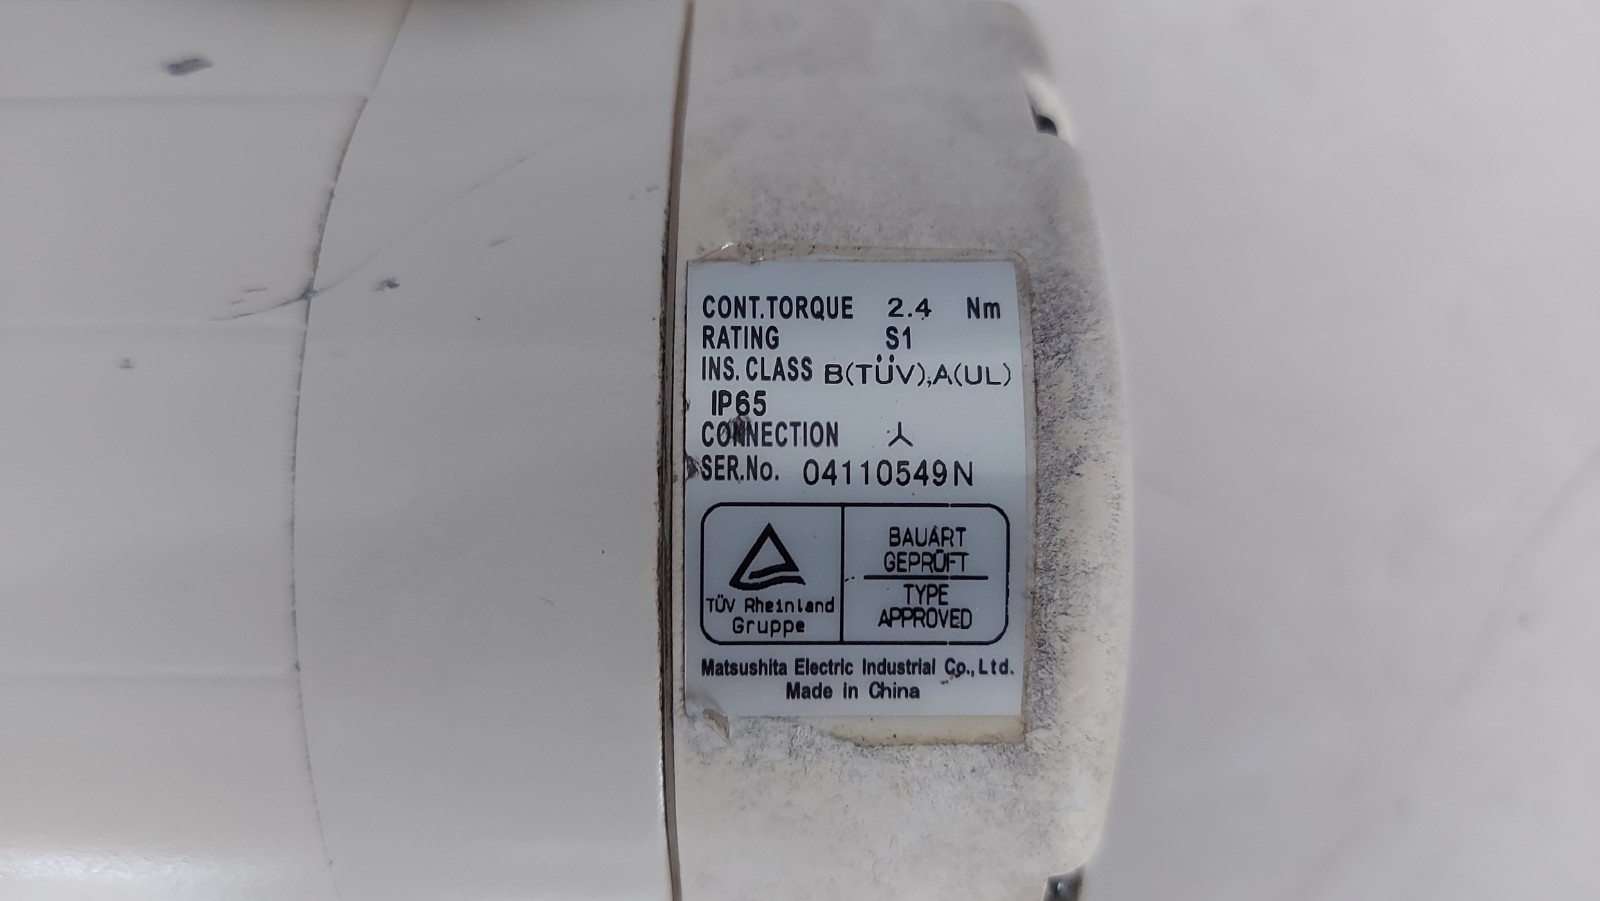 CONT.TORQUE 2.4 Nm
RATING S1
INS. CLASS B(TÜV),A(UL)
IP65
CONNECTION
SER.No. 04110549N
TÜV Rheinland
Gruppe
BAUART
GEPRÜFT
TYPE
APPROVED
Matsushita Electric Industrial Co.,Ltd.
Made in China